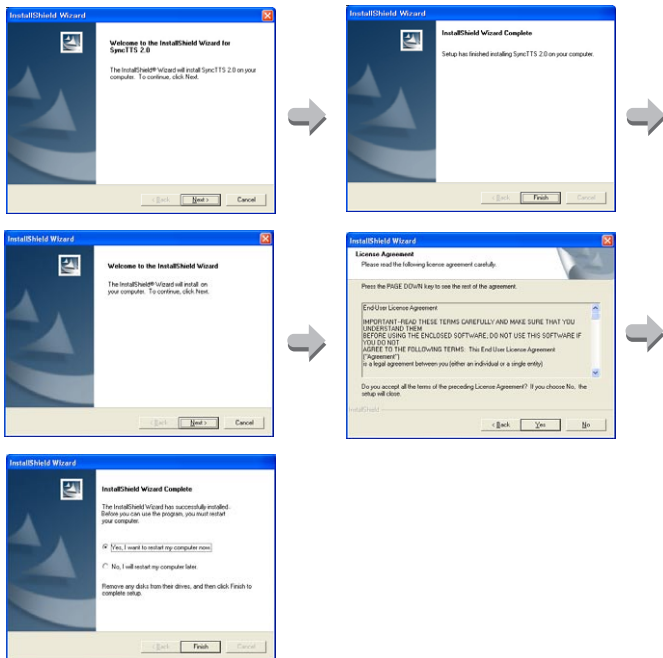 InstallShield Wizard
Welcome to the InstallShield Wizard for
SyncTTS 2.0
The InstallShield® Wizard will install SyncTTS 2.0 on your
computer. To continue, click Next.
< Back
Next >
Cancel
InstallShield Wizard
InstallShield Wizard Complete
Setup has finished installing SyncTTS 2.0 on your computer.
< Back
Finish
Cancel
InstallShield Wizard
Welcome to the InstallShield Wizard
The InstallShield® Wizard will install on
your computer. To continue, click Next.
< Back
Next >
Cancel
InstallShield Wizard
License Agreement
Please read the following license agreement carefully.
Press the PAGE DOWN key to see the rest of the agreement.
End-User License Agreement
IMPORTANT-READ THESE TERMS CAREFULLY AND MAKE SURE THAT YOU
UNDERSTAND THEM
BEFORE USING THE ENCLOSED SOFTWARE; DO NOT USE THIS SOFTWARE IF
YOU DO NOT
AGREE TO THE FOLLOWING TERMS: This End User License Agreement
("Agreement")
is a legal agreement between you (either an individual or a single entity)
Do you accept all the terms of the preceding License Agreement? If you choose No, the
setup will close.
InstallShield
< Back
Yes
No
InstallShield Wizard
InstallShield Wizard Complete
The InstallShield Wizard has successfully installed.
Before you can use the program, you must restart
your computer.
Yes, I want to restart my computer now.
No, I will restart my computer later.
Remove any disks from their drives, and then click Finish to
complete setup.
< Back
Finish
Cancel